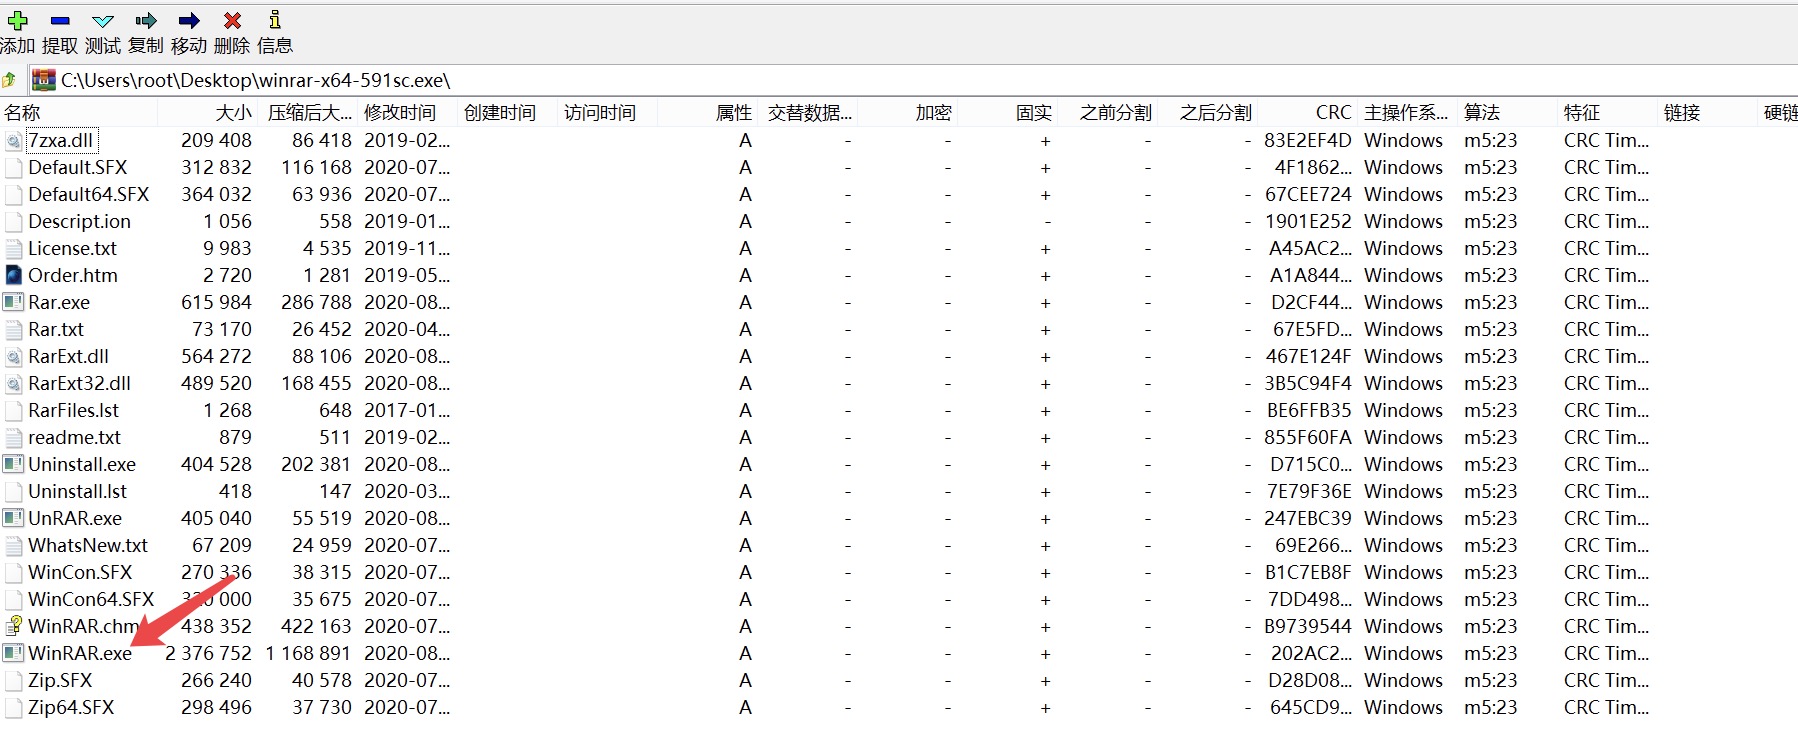 添加 提取 测试 复制 移动 删除 信息
C:\Users\root\Desktop\winrar-x64-591sc.exe\
名称 大小 压缩后大... 修改时间 创建时间 访问时间 属性 交替数据... 加密 固实 之前分割 之后分割 CRC 主操作系... 算法 特征 链接 硬链
7zxa.dll 209 408 86 418 2019-02... A - - + - - 83E2EF4D Windows m5:23 CRC Tim...
Default.SFX 312 832 116 168 2020-07... A - - + - - 4F1862... Windows m5:23 CRC Tim...
Default64.SFX 364 032 63 936 2020-07... A - - + - - 67CEE724 Windows m5:23 CRC Tim...
Descript.ion 1 056 558 2019-01... A - - - - - 1901E252 Windows m5:23 CRC Tim...
License.txt 9 983 4 535 2019-11... A - - + - - A45AC2... Windows m5:23 CRC Tim...
Order.htm 2 720 1 281 2019-05... A - - + - - A1A844... Windows m5:23 CRC Tim...
Rar.exe 615 984 286 788 2020-08... A - - + - - D2CF44... Windows m5:23 CRC Tim...
Rar.txt 73 170 26 452 2020-04... A - - + - - 67E5FD... Windows m5:23 CRC Tim...
RarExt.dll 564 272 88 106 2020-08... A - - + - - 467E124F Windows m5:23 CRC Tim...
RarExt32.dll 489 520 168 455 2020-08... A - - + - - 3B5C94F4 Windows m5:23 CRC Tim...
RarFiles.lst 1 268 648 2017-01... A - - + - - BE6FFB35 Windows m5:23 CRC Tim...
readme.txt 879 511 2019-02... A - - + - - 855F60FA Windows m5:23 CRC Tim...
Uninstall.exe 404 528 202 381 2020-08... A - - + - - D715C0... Windows m5:23 CRC Tim...
Uninstall.lst 418 147 2020-03... A - - + - - 7E79F36E Windows m5:23 CRC Tim...
UnRAR.exe 405 040 55 519 2020-08... A - - + - - 247EBC39 Windows m5:23 CRC Tim...
WhatsNew.txt 67 209 24 959 2020-07... A - - + - - 69E266... Windows m5:23 CRC Tim...
WinCon.SFX 270 336 38 315 2020-07... A - - + - - B1C7EB8F Windows m5:23 CRC Tim...
WinCon64.SFX 320 000 35 675 2020-07... A - - + - - 7DD498... Windows m5:23 CRC Tim...
WinRAR.chm 438 352 422 163 2020-07... A - - + - - B9739544 Windows m5:23 CRC Tim...
WinRAR.exe 2 376 752 1 168 891 2020-08... A - - + - - 202AC2... Windows m5:23 CRC Tim...
Zip.SFX 266 240 40 578 2020-07... A - - + - - D28D08... Windows m5:23 CRC Tim...
Zip64.SFX 298 496 37 730 2020-07... A - - + - - 645CD9... Windows m5:23 CRC Tim...